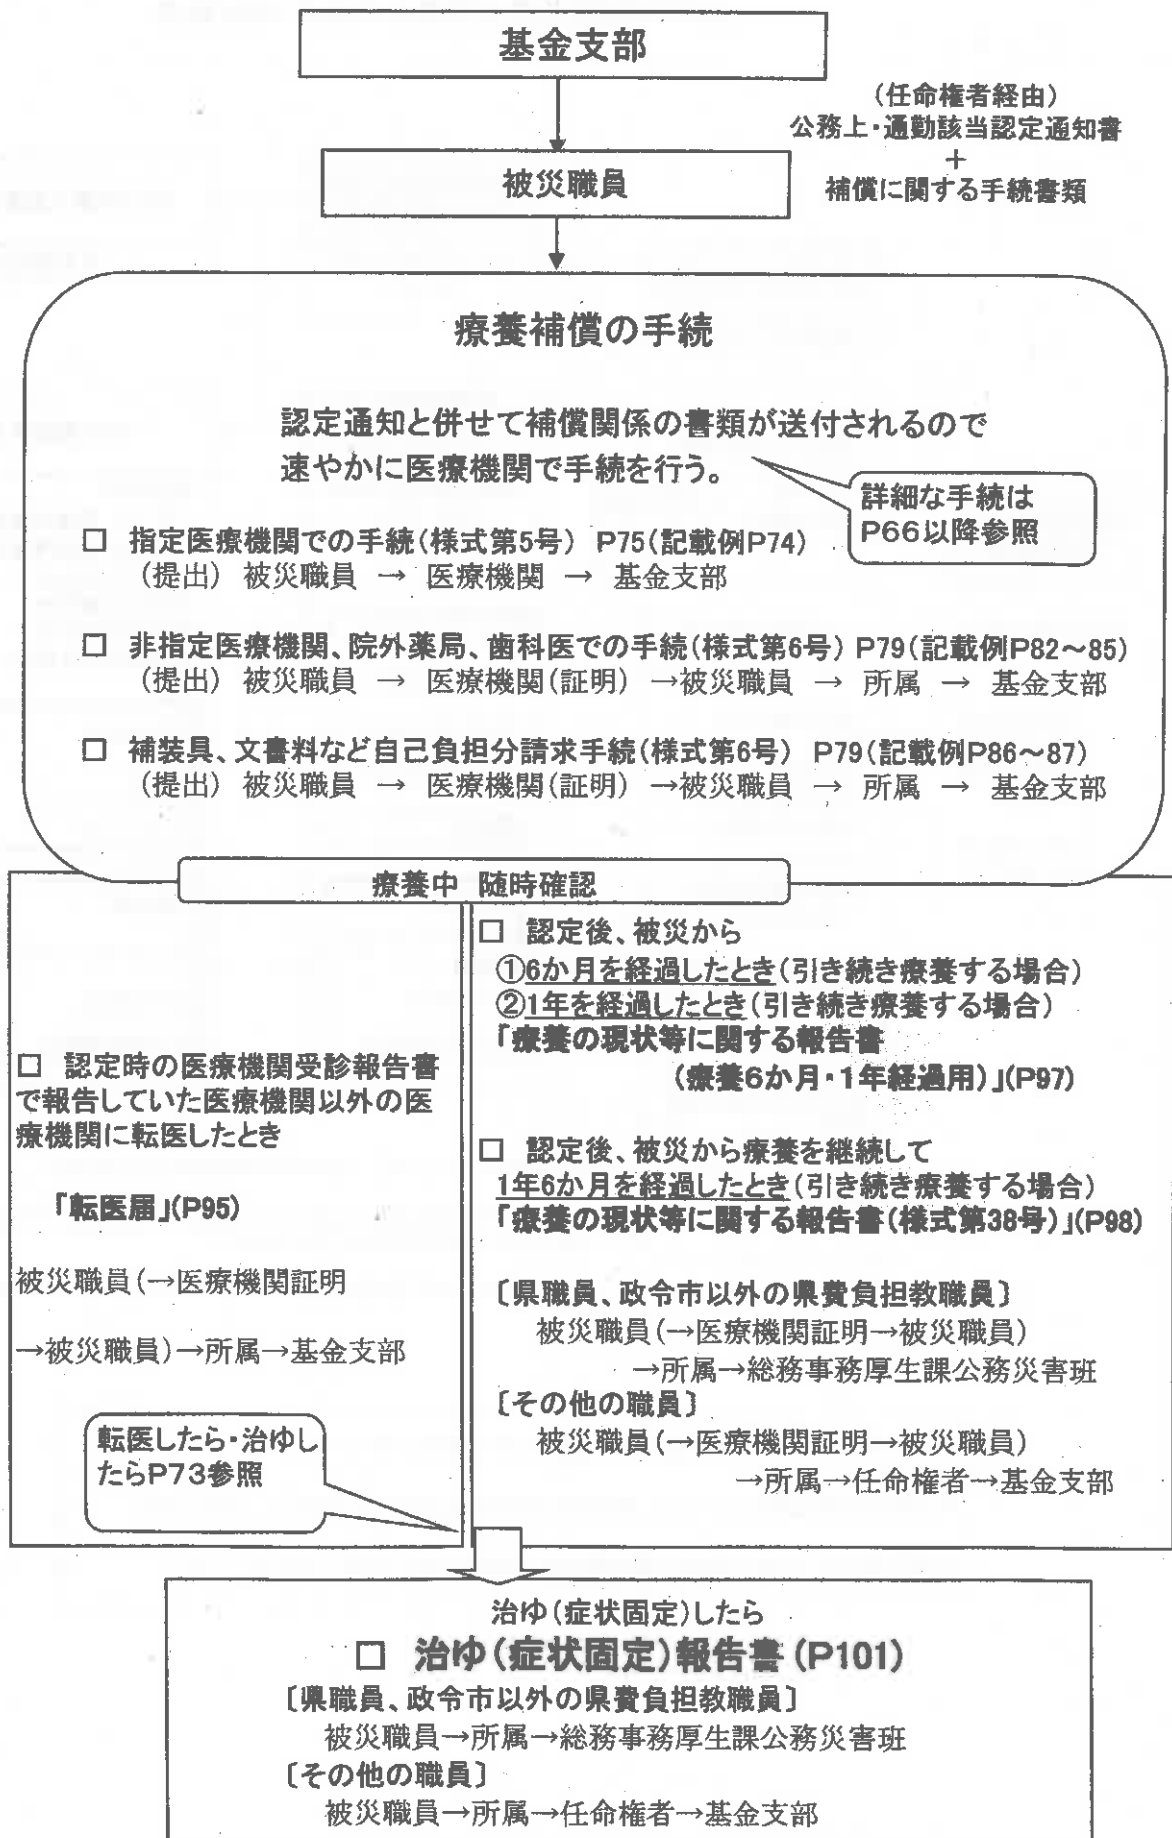 基金支部
(任命権者経由)
公務上・通勤該当認定通知書
+
補償に関する手続書類
被災職員
療養補償の手続
認定通知と併せて補償関係の書類が送付されるので
速やかに医療機関で手続を行う。
詳細な手続は
P66以降参照
□ 指定医療機関での手続(様式第5号) P75(記載例P74)
(提出) 被災職員 → 医療機関 → 基金支部
□ 非指定医療機関、院外薬局、歯科医での手続(様式第6号) P79(記載例P82~85)
(提出) 被災職員 → 医療機関(証明) →被災職員 → 所属 → 基金支部
□ 補装具、文書料など自己負担分請求手続(様式第6号) P79(記載例P86~87)
(提出) 被災職員 → 医療機関(証明) →被災職員 → 所属 → 基金支部
療養中 随時確認
□ 認定時の医療機関受診報告書
で報告していた医療機関以外の医
療機関に転医したとき
「転医届」(P95)
被災職員(→医療機関証明
→被災職員)→所属→基金支部
転医したら・治ゆし
たらP73参照
□ 認定後、被災から
①6か月を経過したとき(引き続き療養する場合)
②1年を経過したとき(引き続き療養する場合)
「療養の現状等に関する報告書
(療養6か月・1年経過用)」(P97)
□ 認定後、被災から療養を継続して
1年6か月を経過したとき(引き続き療養する場合)
「療養の現状等に関する報告書(様式第38号)」(P98)
〔県職員、政令市以外の県費負担教職員〕
被災職員(→医療機関証明→被災職員)
→所属→総務事務厚生課公務災害班
〔その他の職員〕
被災職員(→医療機関証明→被災職員)
→所属→任命権者→基金支部
治ゆ(症状固定)したら
□ 治ゆ(症状固定)報告書(P101)
〔県職員、政令市以外の県費負担教職員〕
被災職員→所属→総務事務厚生課公務災害班
〔その他の職員〕
被災職員→所属→任命権者→基金支部